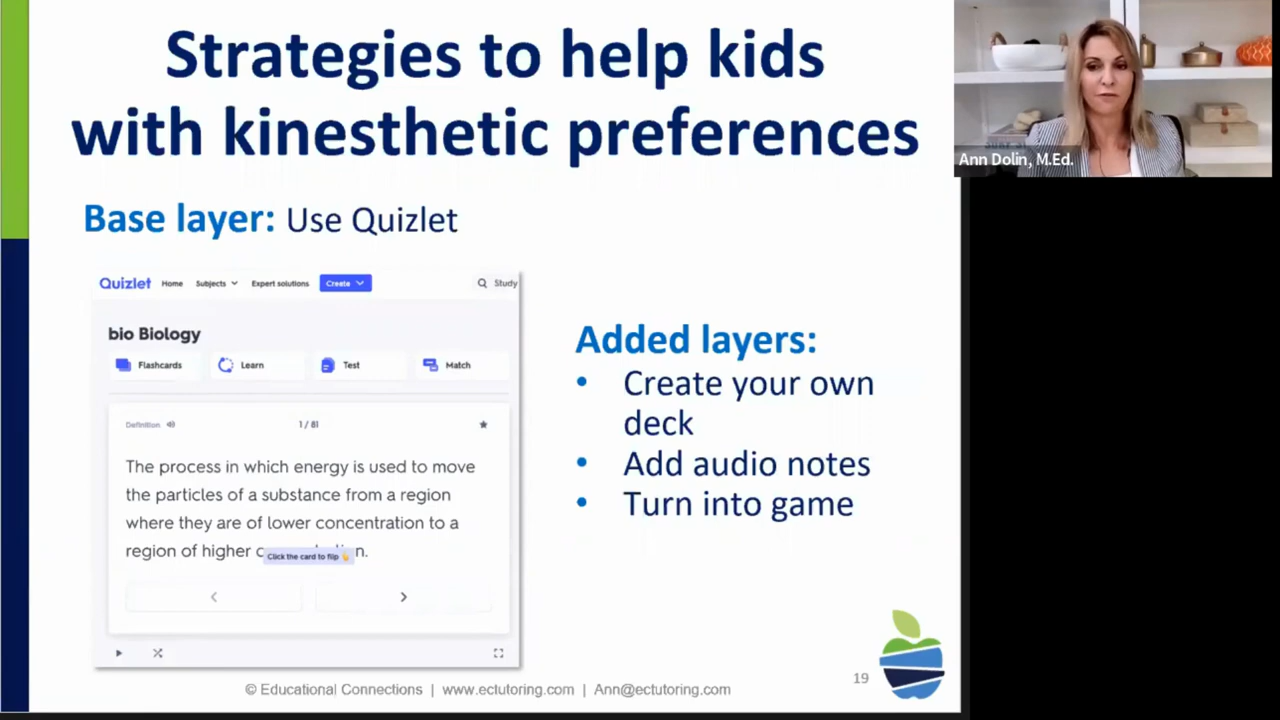 Strategies to help kids
with kinesthetic preferences
Ann Dolin, M.Ed.
Base layer: Use Quizlet
Quizlet Home Subjects Expert solutions Create Study
bio Biology
Flashcards Learn Test Match
Definition 1 / 81
The process in which energy is used to move
the particles of a substance from a region
where they are of lower concentration to a
region of higher
Click the card to flip
Added layers:
• Create your own
deck
• Add audio notes
• Turn into game
© Educational Connections | www.ectutoring.com | Ann@ectutoring.com
19